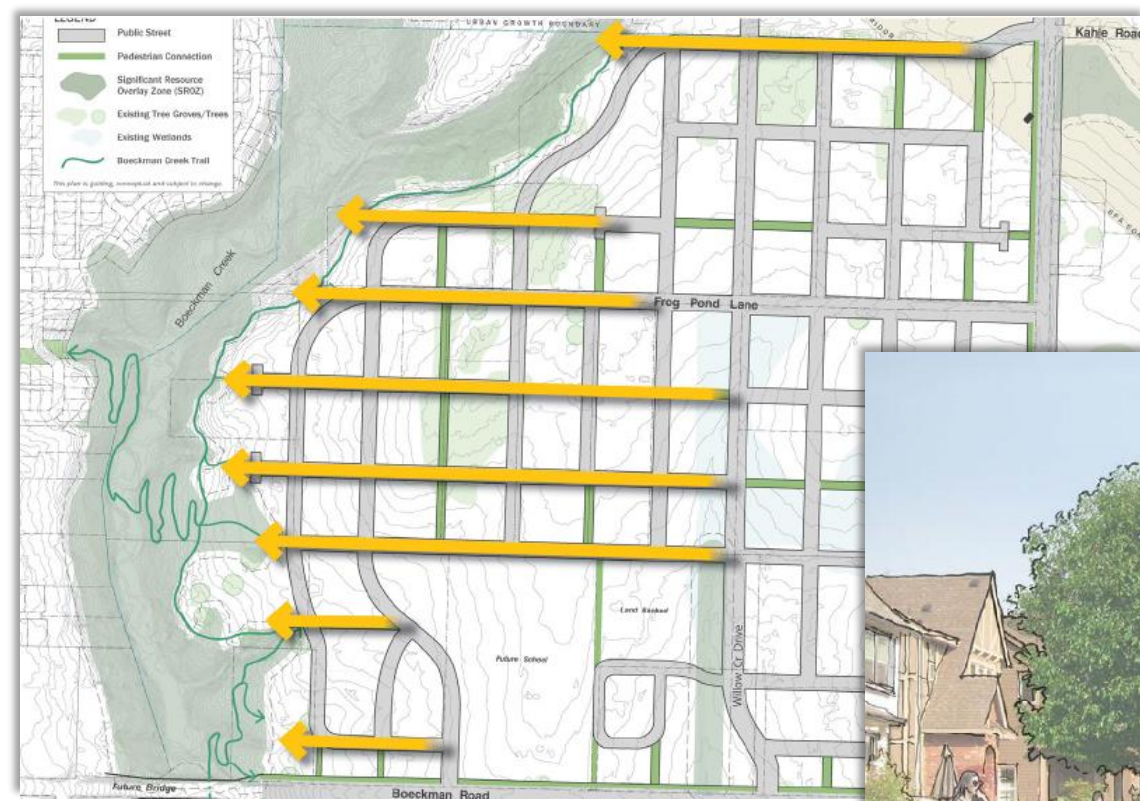 LEGEND
Public Street
Pedestrian Connection
Significant Resource
Overlay Zone (SROZ)
Existing Tree Groves/Trees
Existing Wetlands
Boeckman Creek Trail
This plan is guiding, conceptual and subject to change.
URBAN GROWTH BOUNDARY
Kahle Road
Boeckman Creek
Frog Pond Lane
Land Banked
Future School
Willow Cr Drive
Future Bridge
Boeckman Road